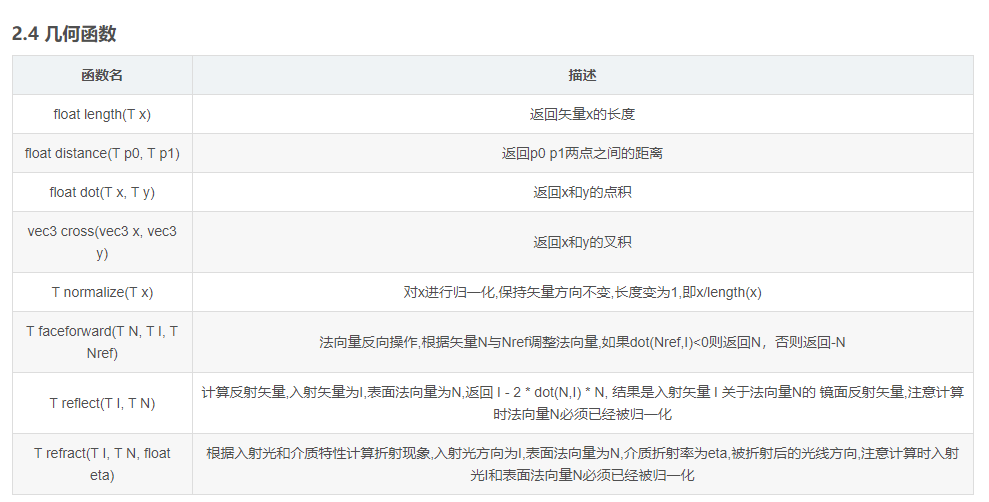 2.4 几何函数
函数名
描述
float length(T x)
返回矢量x的长度
float distance(T p0, T p1)
返回p0 p1两点之间的距离
float dot(T x, T y)
返回x和y的点积
vec3 cross(vec3 x, vec3
y)
返回x和y的叉积
T normalize(T x)
对x进行归一化,保持矢量方向不变,长度变为1,即x/length(x)
T faceforward(T N, T I, T
Nref)
法向量反向操作,根据矢量N与Nref调整法向量,如果dot(Nref,I)<0则返回N，否则返回-N
T reflect(T I, T N)
计算反射矢量,入射矢量为I,表面法向量为N,返回 I - 2 * dot(N,I) * N, 结果是入射矢量 I 关于法向量N的 镜面反射矢量,注意计算
时法向量N必须已经被归一化
T refract(T I, T N, float
eta)
根据入射光和介质特性计算折射现象,入射光方向为I,表面法向量为N,介质折射率为eta,被折射后的光线方向,注意计算时入射
光I和表面法向量N必须已经被归一化